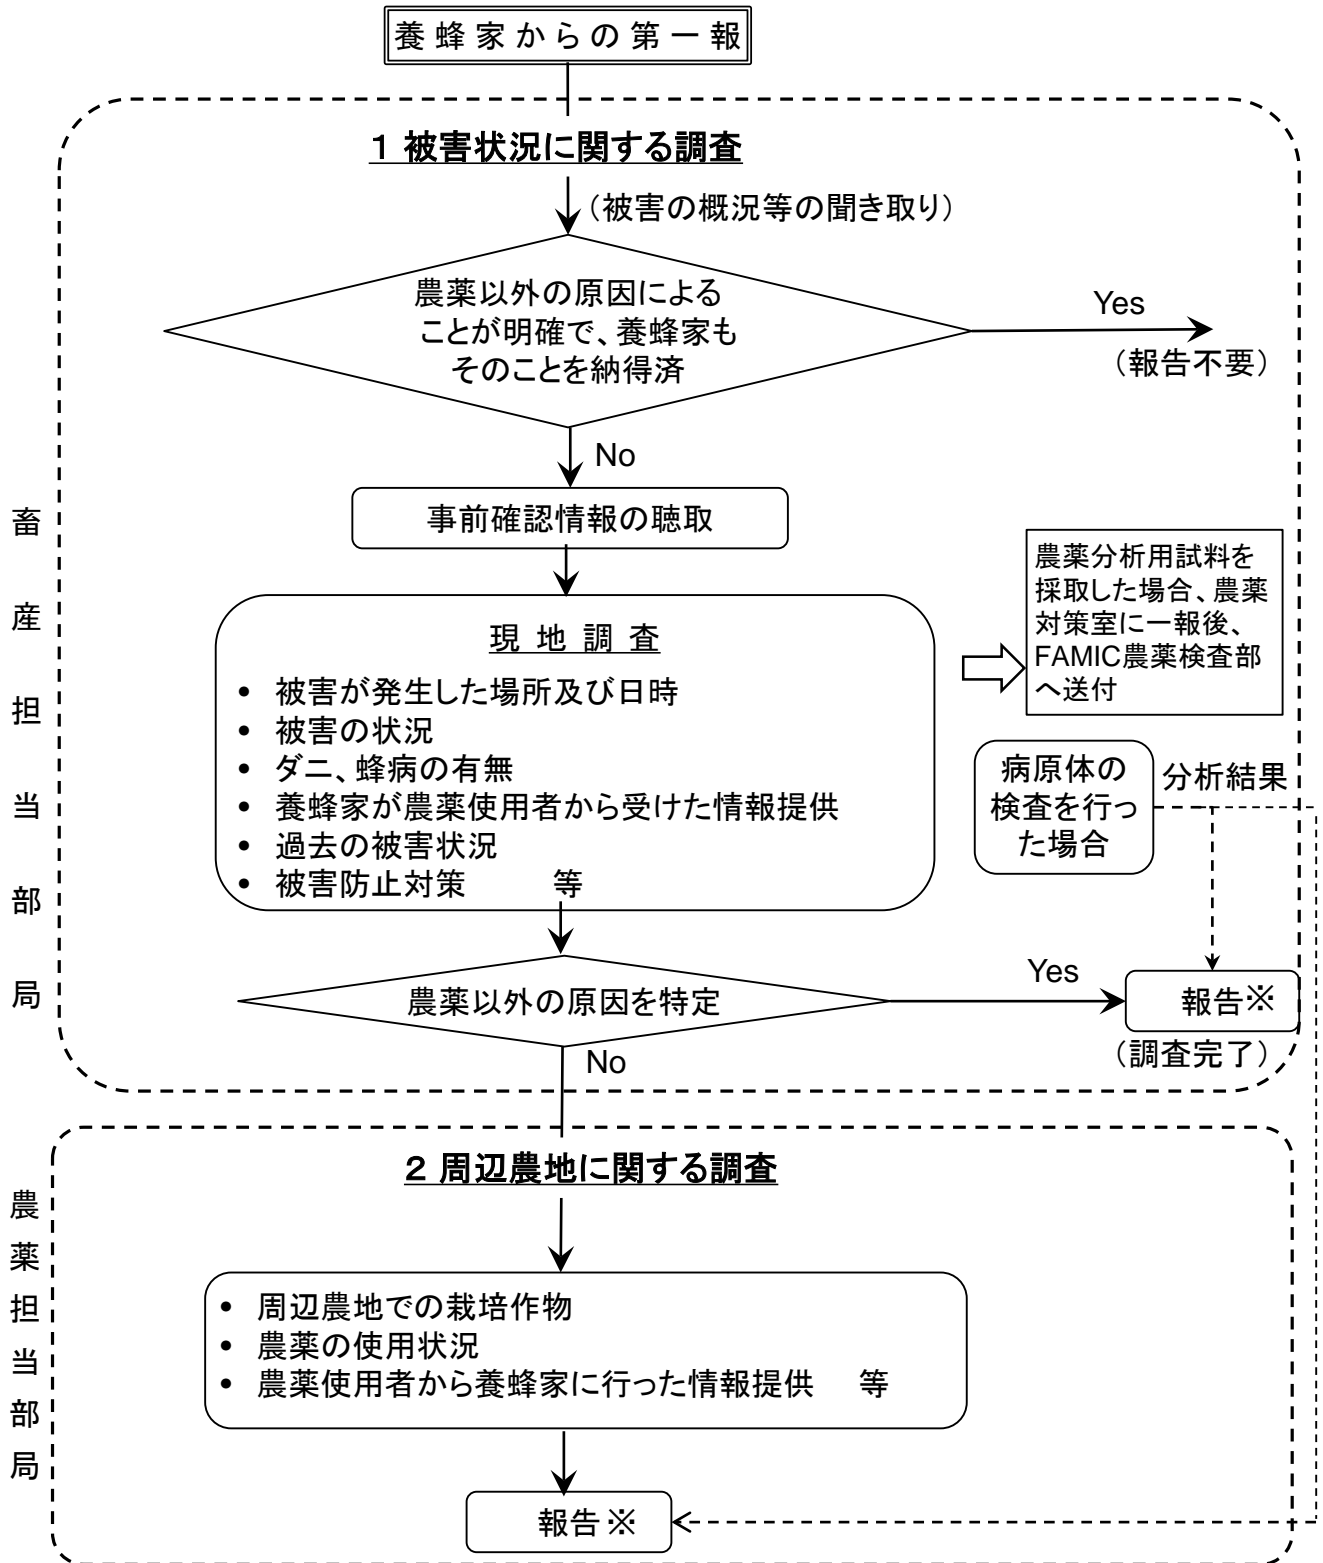 養蜂家からの第一報
１ 被害状況に関する調査
（被害の概況等の聞き取り）
農薬以外の原因による
ことが明確で、養蜂家も
そのことを納得済
Yes
（報告不要）
No
事前確認情報の聴取
畜産担当部局
現地調査
• 被害が発生した場所及び日時
• 被害の状況
• ダニ、蜂病の有無
• 養蜂家が農薬使用者から受けた情報提供
• 過去の被害状況
• 被害防止対策 等
農薬分析用試料を
採取した場合、農薬
対策室に一報後、
FAMIC農薬検査部
へ送付
病原体の
検査を行っ
た場合
分析結果
農薬以外の原因を特定
Yes
報告※
（調査完了）
No
農薬担当部局
２ 周辺農地に関する調査
• 周辺農地での栽培作物
• 農薬の使用状況
• 農薬使用者から養蜂家に行った情報提供 等
報告※